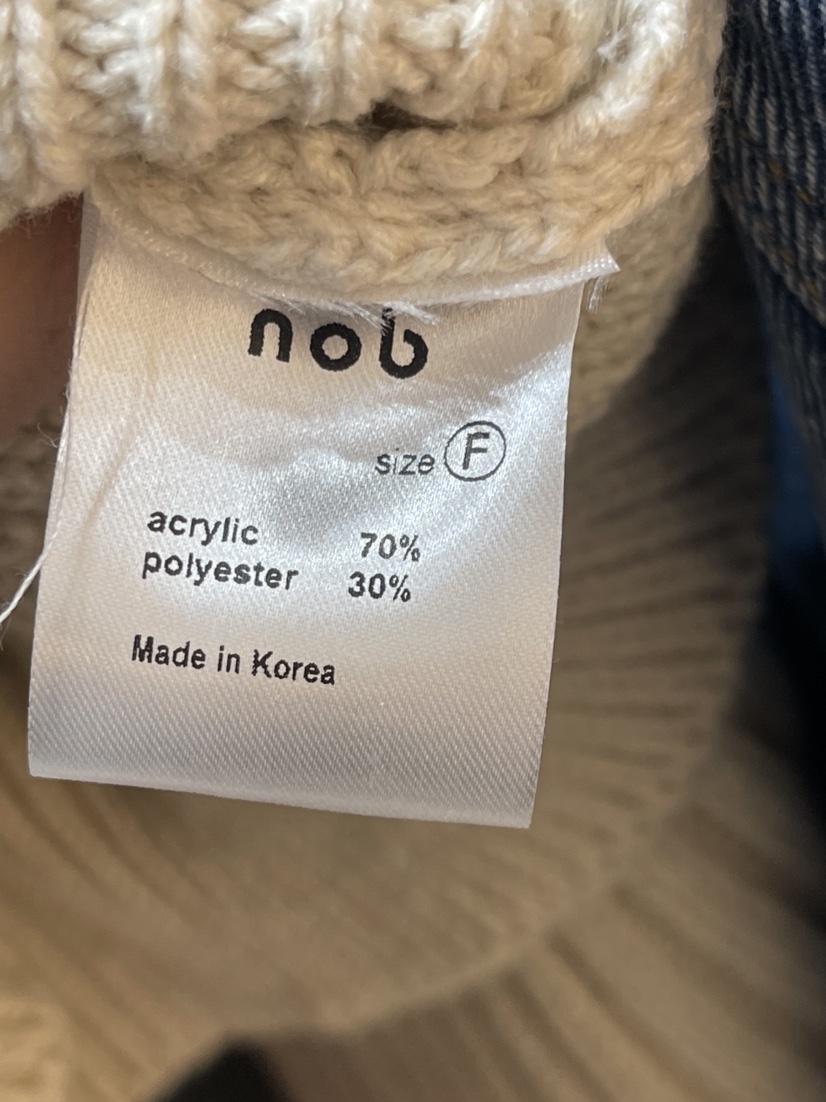 nob
size F
acrylic 70%
polyester 30%
Made in Korea